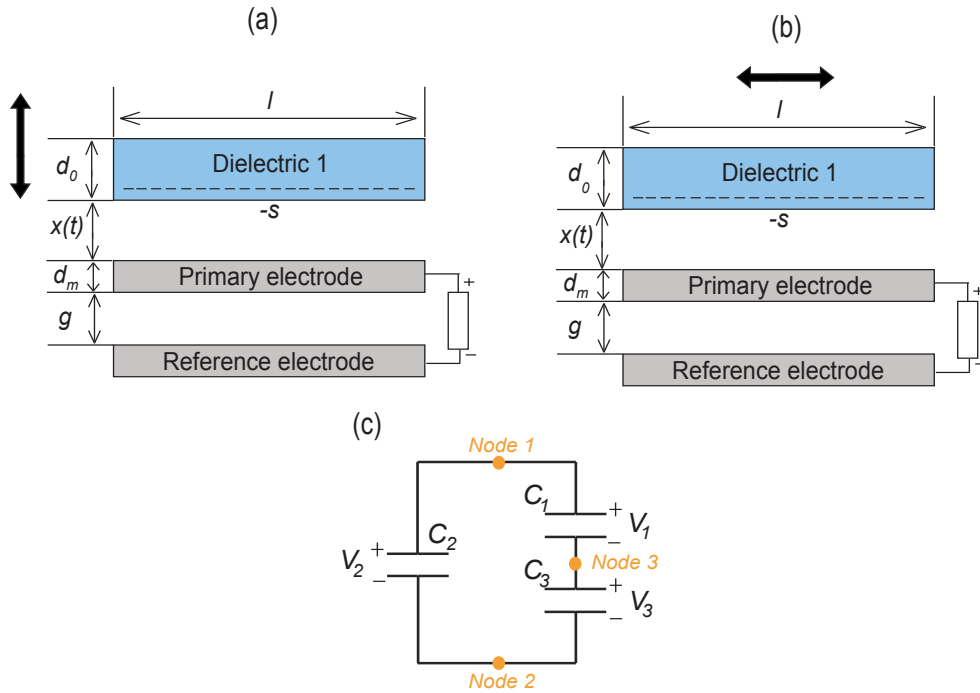 (a)
l
d0
Dielectric 1
-s
x(t)
dm
Primary electrode
+
g
Reference electrode
−
(b)
l
d0
Dielectric 1
-s
x(t)
dm
Primary electrode
+
g
Reference electrode
−
(c)
Node 1
C1
+
V1
−
C2
+
V2
−
Node 3
C3
+
V3
−
Node 2